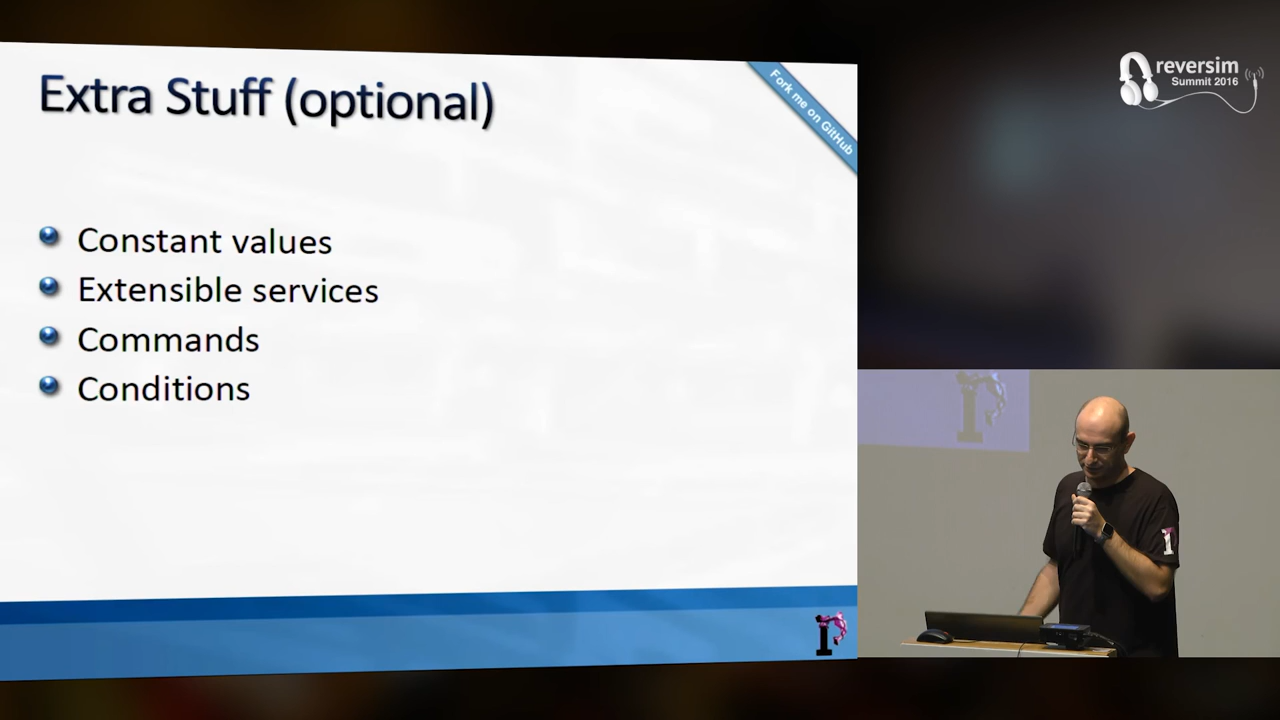 Extra Stuff (optional)
Fork me on GitHub
Constant values
Extensible services
Commands
Conditions
reversim
Summit 2016